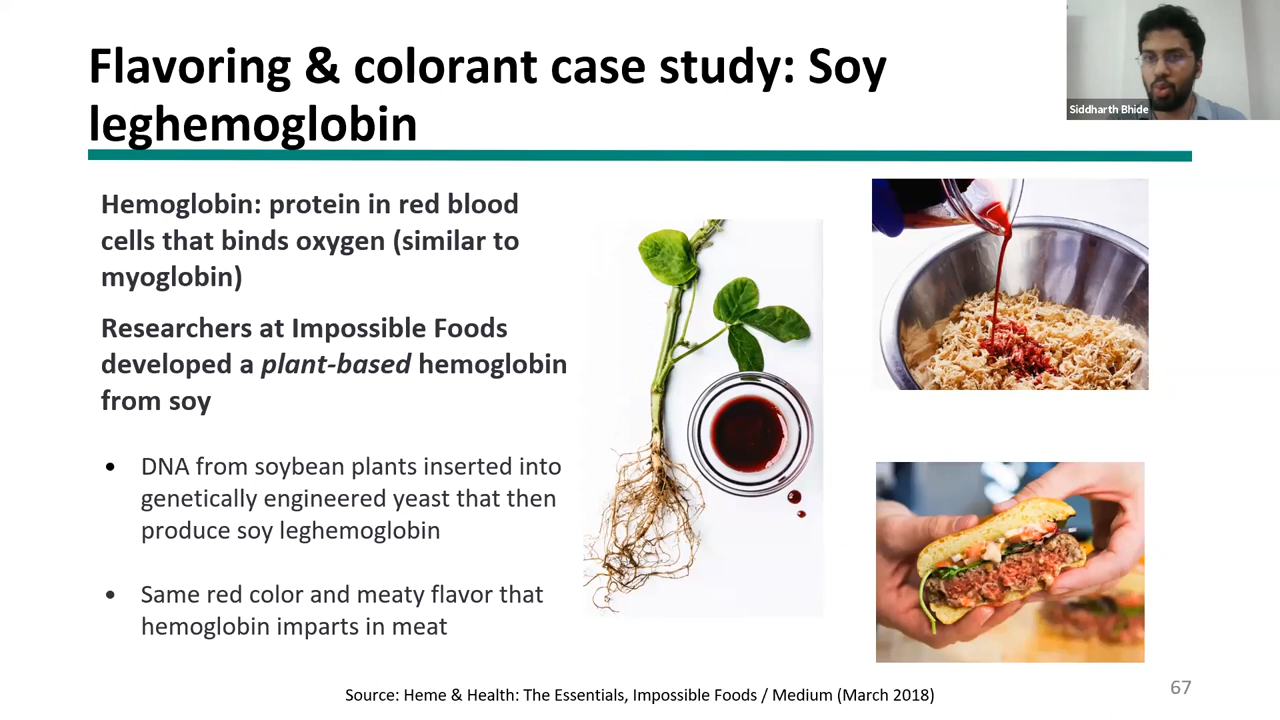 Flavoring & colorant case study: Soy
leghemoglobin
Siddharth Bhide
Hemoglobin: protein in red blood
cells that binds oxygen (similar to
myoglobin)
Researchers at Impossible Foods
developed a plant-based hemoglobin
from soy
• DNA from soybean plants inserted into
genetically engineered yeast that then
produce soy leghemoglobin
• Same red color and meaty flavor that
hemoglobin imparts in meat
Source: Heme & Health: The Essentials, Impossible Foods / Medium (March 2018)
67